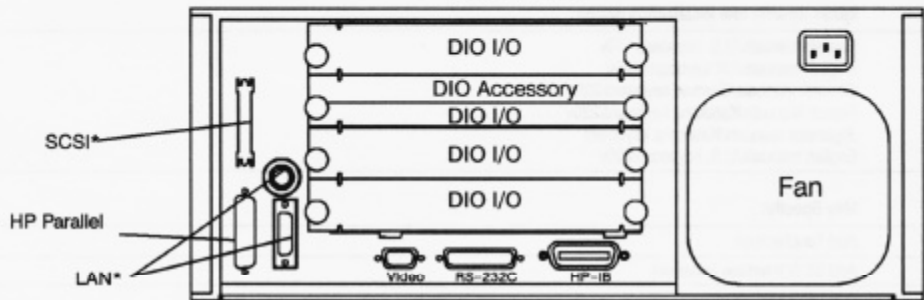 DIO I/O
DIO Accessory
DIO I/O
DIO I/O
DIO I/O
SCSI*
HP Parallel
LAN*
Fan
Video
RS-232C
HP-IB